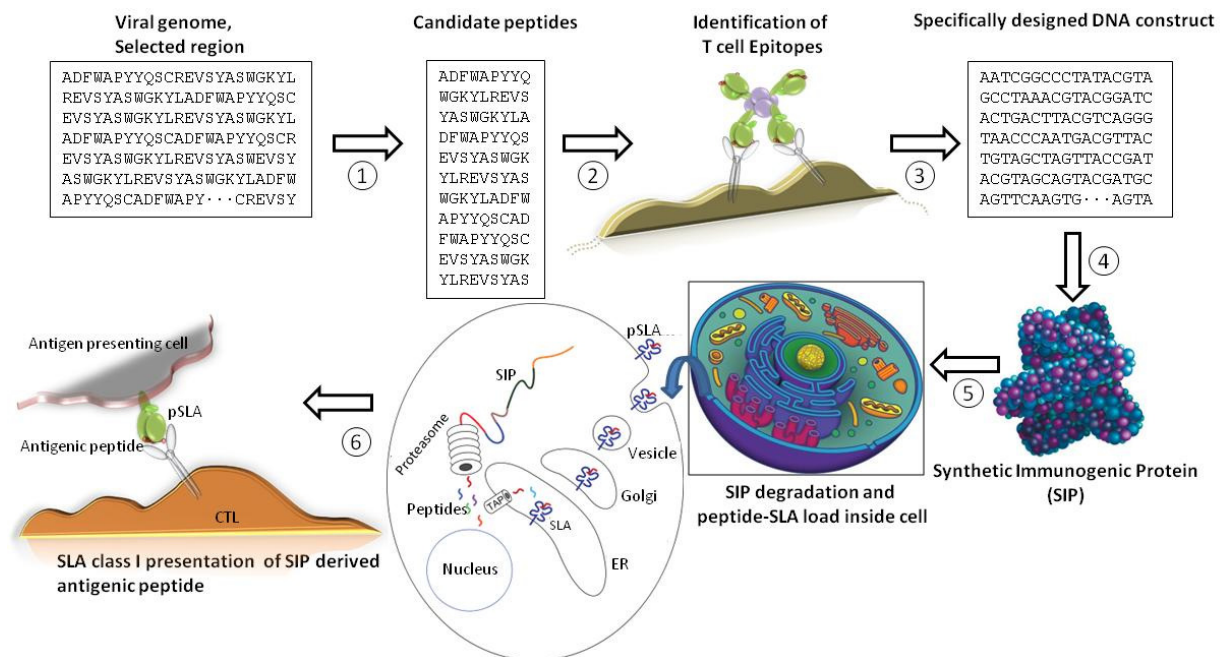 Viral genome,
Selected region
ADFWAPYYQSCREVSYASWGKYL
REVSYASWGKYLADFWAPYYQSC
EVSYASWGKYLREVSYASWGKYL
ADFWAPYYQSCADFWAPYYQSCR
EVSYASWGKYLREVSYASWEVSY
ASWGKYLREVSYASWGKYLADFW
APYYQSCADFWAPY···CREVSY
1
Candidate peptides
ADFWAPYYQ
WGKYLREVS
YASWGKYLA
DFWAPYYQS
EVSYASWGK
YLREVSYAS
WGKYLADFW
APYYQSCAD
FWAPYYQSC
EVSYASWGK
YLREVSYAS
2
Identification of
T cell Epitopes
3
Specifically designed DNA construct
AATCGGCCCTATACGTA
GCCTAAACGTACGGATC
ACTGACTTACGTCAGGG
TAACCCAATGACGTTAC
TGTAGCTAGTTACCGAT
ACGTAGCAGTACGATGC
AGTTCAAGTG···AGTA
4
Synthetic Immunogenic Protein
(SIP)
5
SIP degradation and
peptide-SLA load inside cell
pSLA
SIP
Proteasome
Vesicle
Golgi
Peptides
TAP
SLA
ER
Nucleus
6
Antigen presenting cell
pSLA
Antigenic peptide
CTL
SLA class I presentation of SIP derived
antigenic peptide